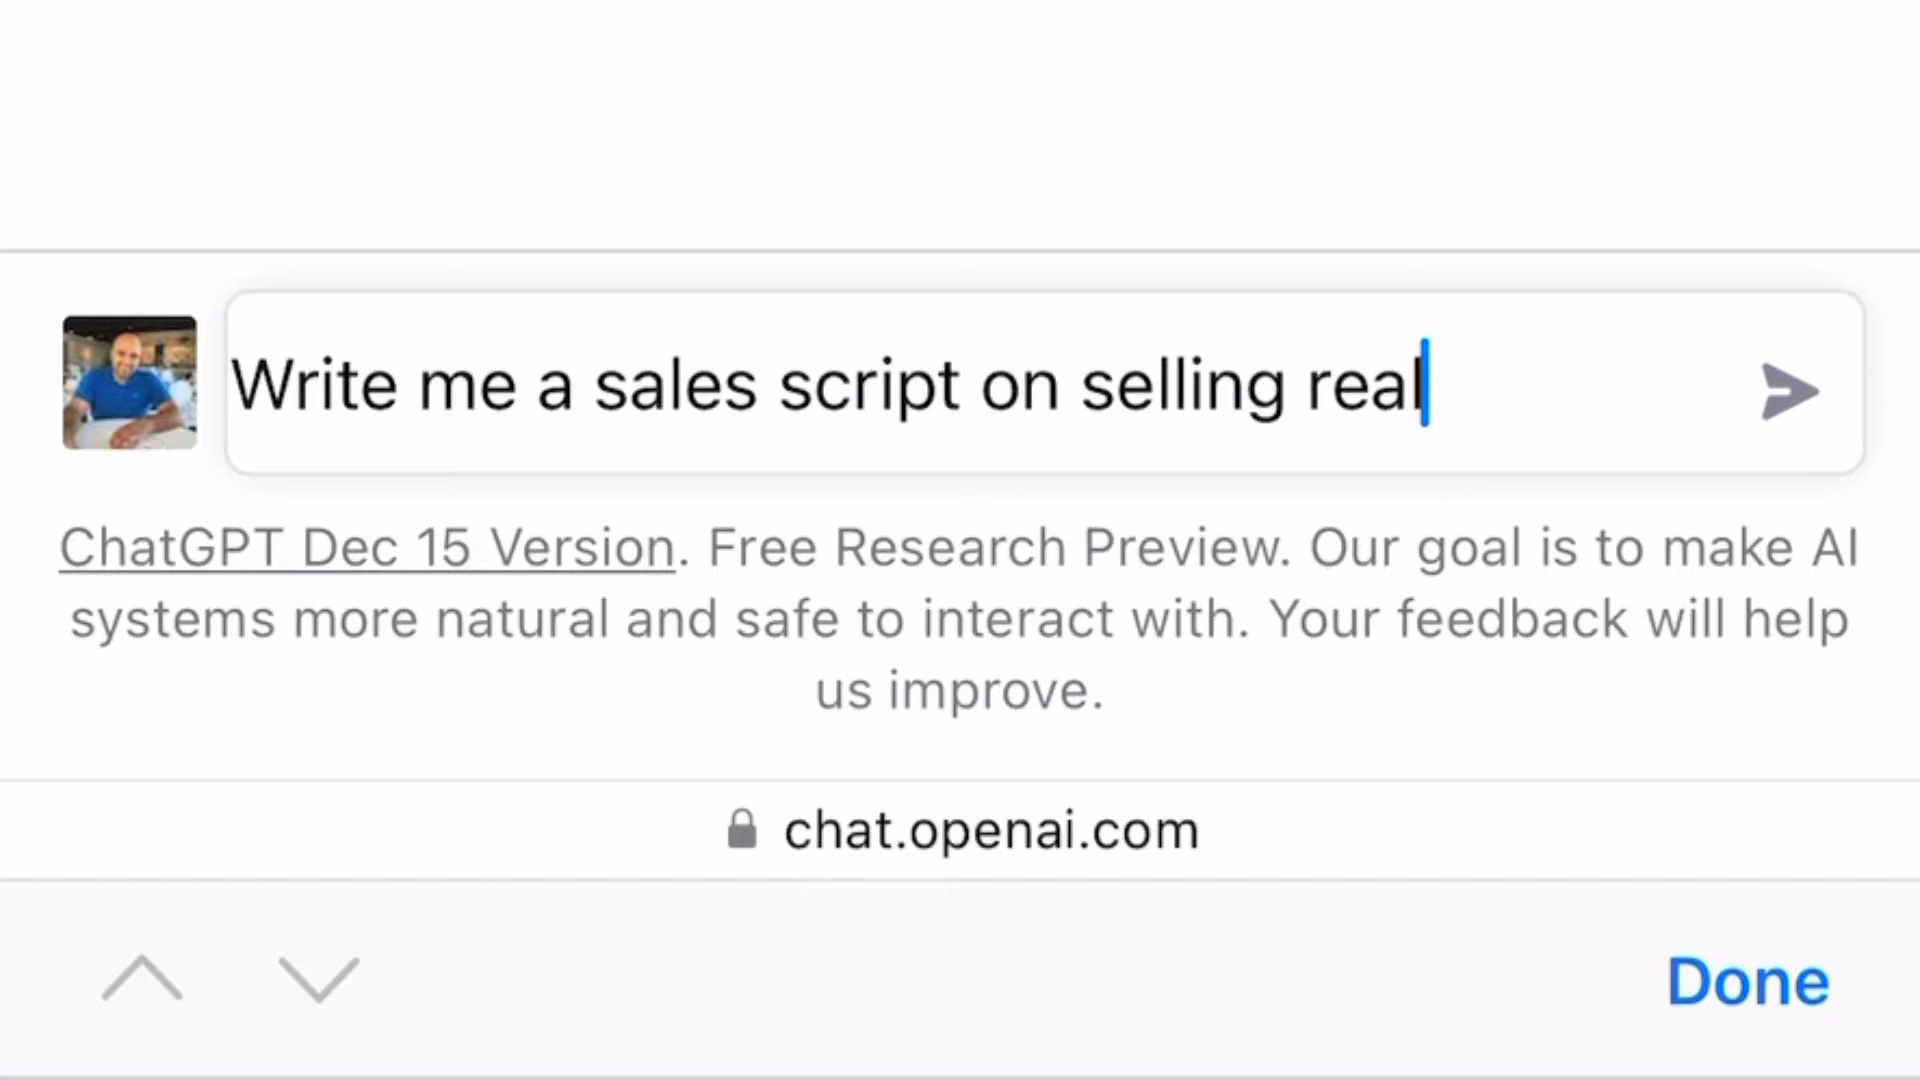 Write me a sales script on selling real
ChatGPT Dec 15 Version. Free Research Preview. Our goal is to make AI
systems more natural and safe to interact with. Your feedback will help
us improve.
chat.openai.com
Done